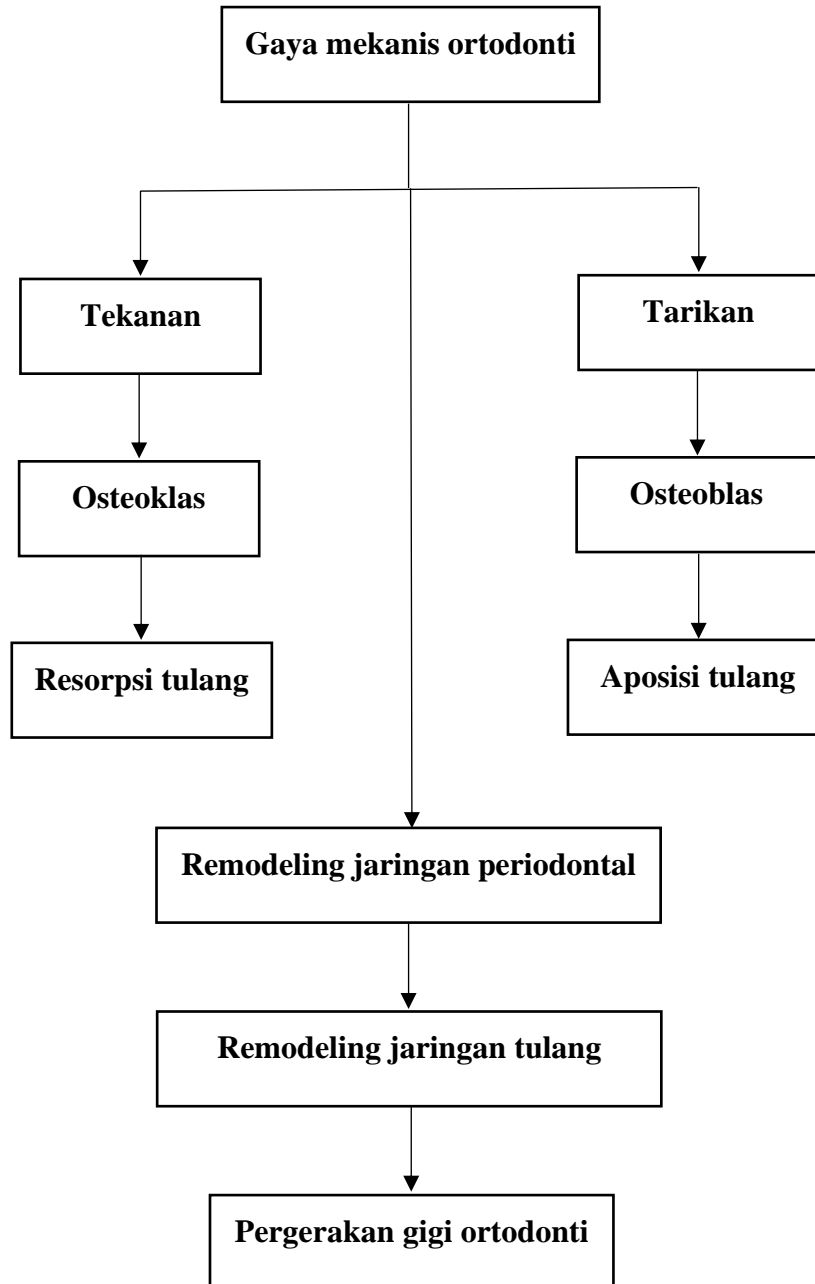 Gaya mekanis ortodonti
Tekanan
Tarikan
Osteoklas
Osteoblas
Resorpsi tulang
Aposisi tulang
Remodeling jaringan periodontal
Remodeling jaringan tulang
Pergerakan gigi ortodonti